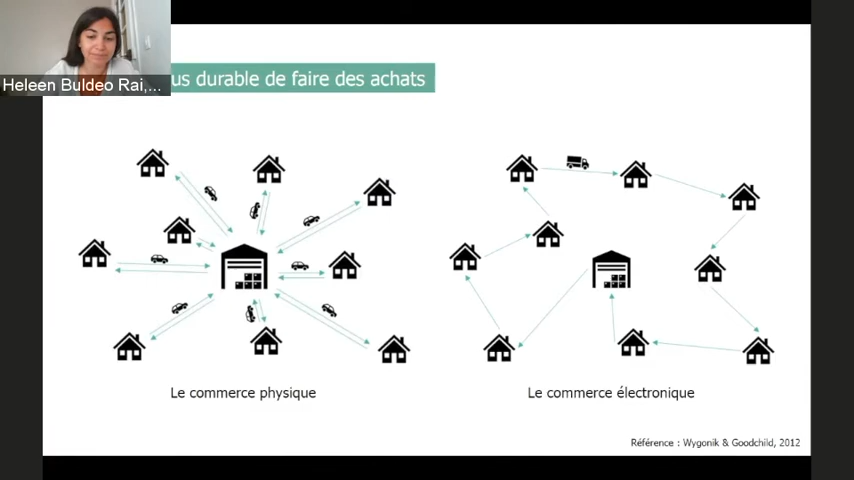 Heleen Buldeo Rai,...
us durable de faire des achats
Le commerce physique
Le commerce électronique
Référence : Wygonik & Goodchild, 2012